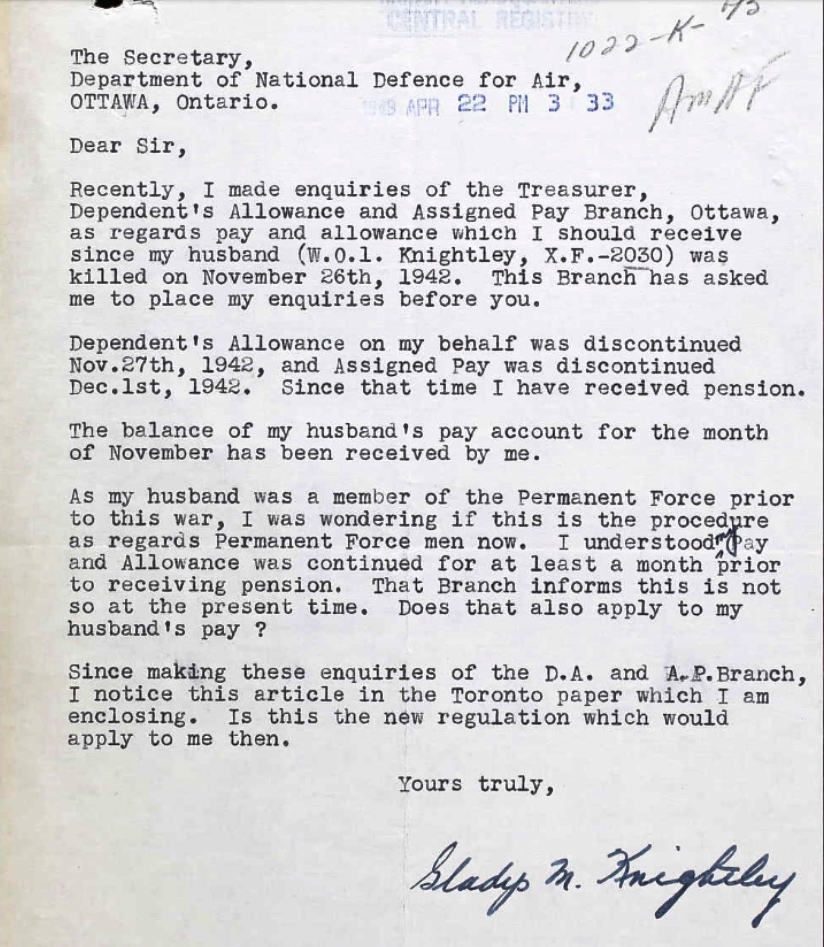 CENTRAL REGISTRY
1022-K-
The Secretary,
Department of National Defence for Air,
OTTAWA, Ontario.
APR 22 PM 3 33
AMAF
Dear Sir,
Recently, I made enquiries of the Treasurer,
Dependent's Allowance and Assigned Pay Branch, Ottawa,
as regards pay and allowance which I should receive
since my husband (W.O.1. Knightley, X.F.-2030) was
killed on November 26th, 1942. This Branch has asked
me to place my enquiries before you.
Dependent's Allowance on my behalf was discontinued
Nov.27th, 1942, and Assigned Pay was discontinued
Dec.1st, 1942. Since that time I have received pension.
The balance of my husband's pay account for the month
of November has been received by me.
As my husband was a member of the Permanent Force prior
to this war, I was wondering if this is the procedure
as regards Permanent Force men now. I understood Pay
and Allowance was continued for at least a month prior
to receiving pension. That Branch informs this is not
so at the present time. Does that also apply to my
husband's pay ?
Since making these enquiries of the D.A. and A.P.Branch,
I notice this article in the Toronto paper which I am
enclosing. Is this the new regulation which would
apply to me then.
Yours truly,
Gladys M. Knightley